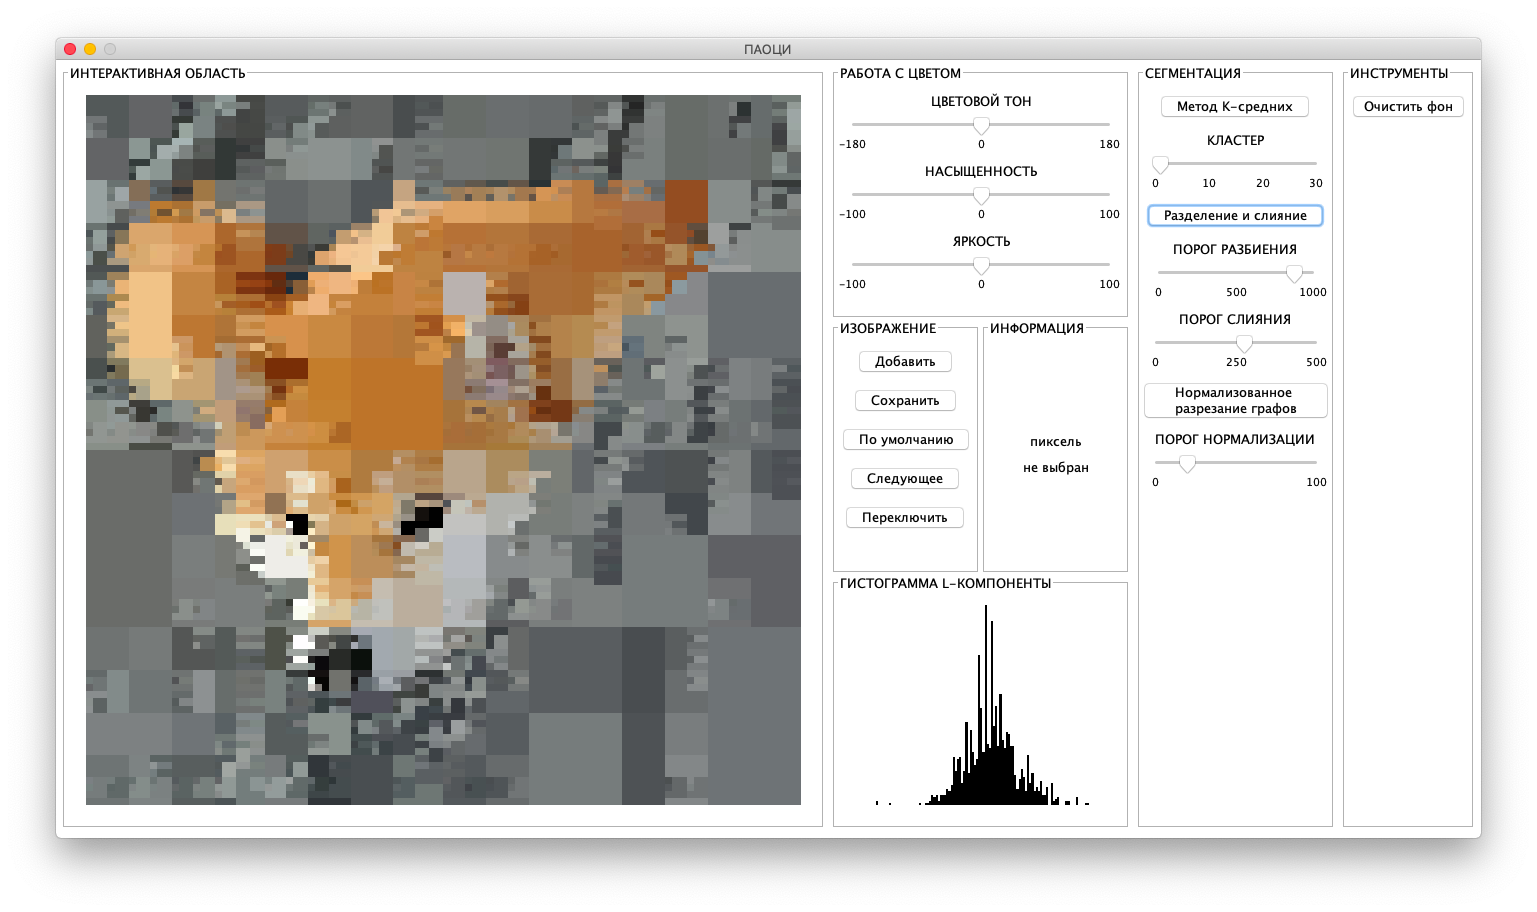 ПАОЦИ
ИНТЕРАКТИВНАЯ ОБЛАСТЬ
РАБОТА С ЦВЕТОМ
ЦВЕТОВОЙ ТОН
-180 0 180
НАСЫЩЕННОСТЬ
-100 0 100
ЯРКОСТЬ
-100 0 100
ИЗОБРАЖЕНИЕ
Добавить
Сохранить
По умолчанию
Следующее
Переключить
ИНФОРМАЦИЯ
пиксель
не выбран
ГИСТОГРАММА L-КОМПОНЕНТЫ
СЕГМЕНТАЦИЯ
Метод К-средних
КЛАСТЕР
0 10 20 30
Разделение и слияние
ПОРОГ РАЗБИЕНИЯ
0 500 1000
ПОРОГ СЛИЯНИЯ
0 250 500
Нормализованное
разрезание графов
ПОРОГ НОРМАЛИЗАЦИИ
0 100
ИНСТРУМЕНТЫ
Очистить фон